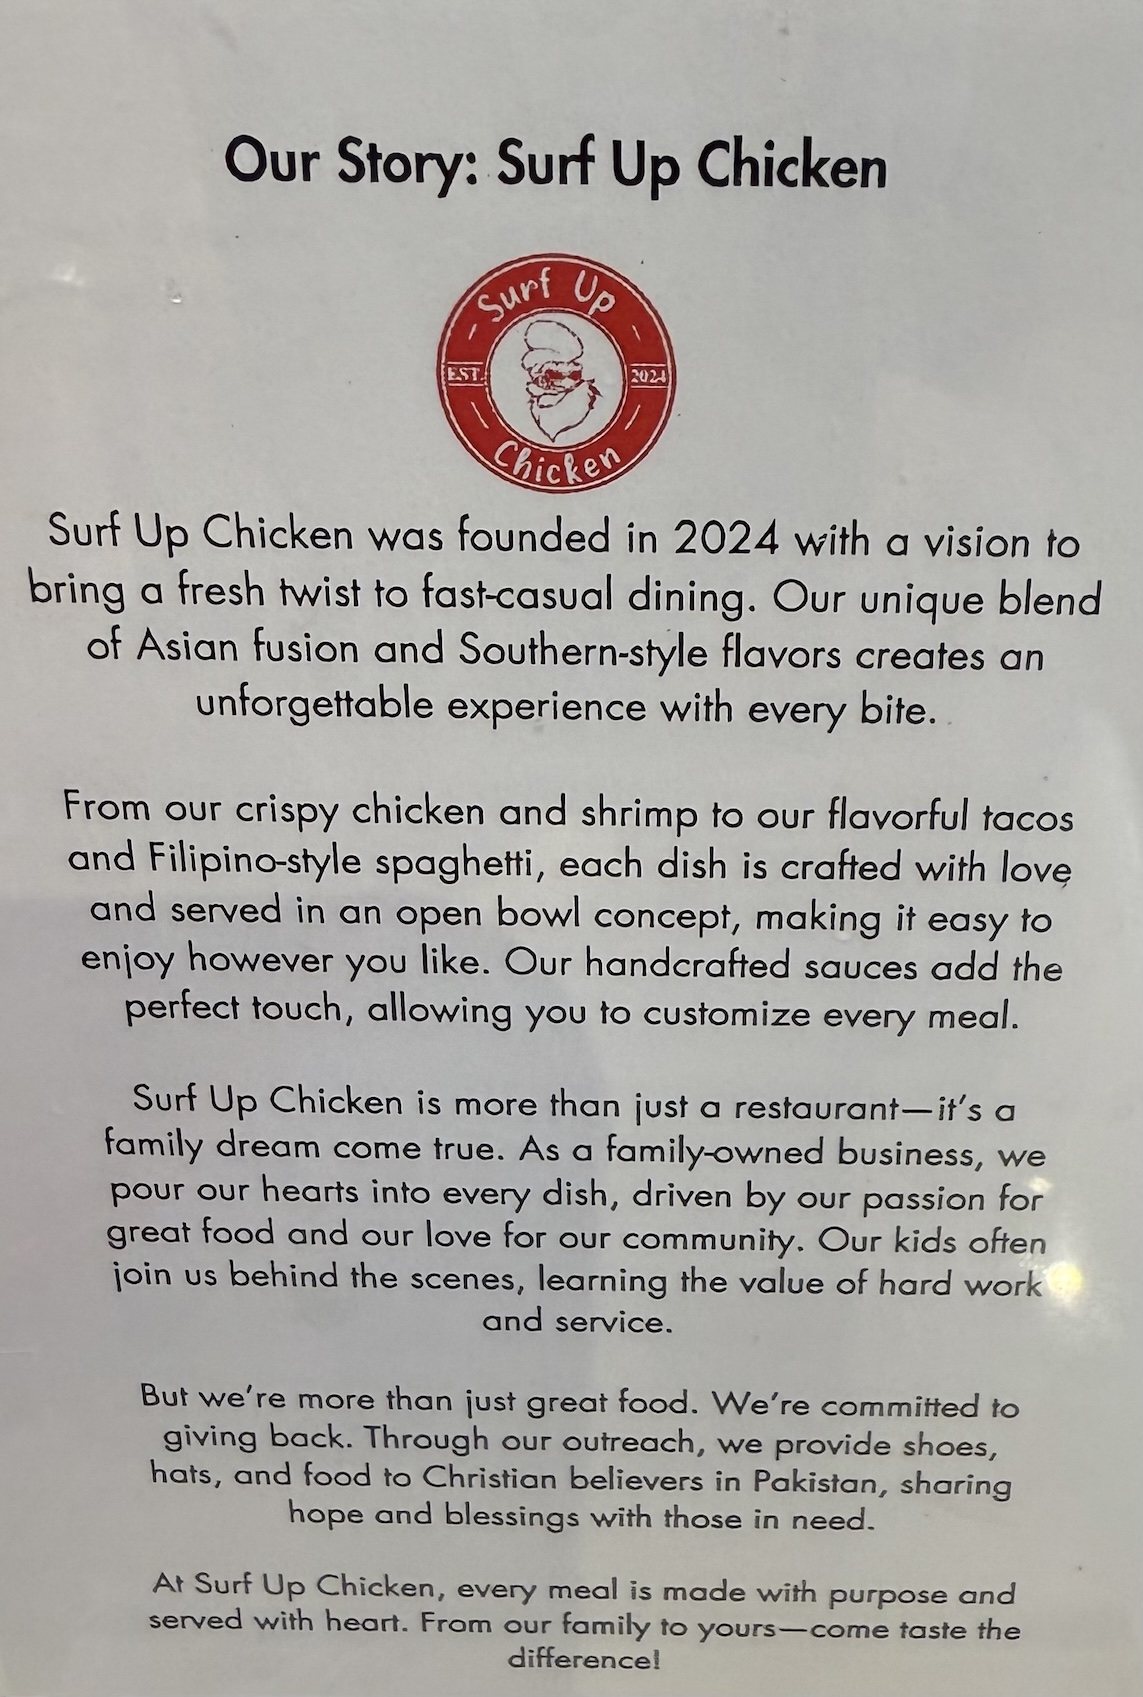 Our Story: Surf Up Chicken
Surf Up
EST. 2024
Chicken
Surf Up Chicken was founded in 2024 with a vision to
bring a fresh twist to fast-casual dining. Our unique blend
of Asian fusion and Southern-style flavors creates an
unforgettable experience with every bite.
From our crispy chicken and shrimp to our flavorful tacos
and Filipino-style spaghetti, each dish is crafted with love
and served in an open bowl concept, making it easy to
enjoy however you like. Our handcrafted sauces add the
perfect touch, allowing you to customize every meal.
Surf Up Chicken is more than just a restaurant—it's a
family dream come true. As a family-owned business, we
pour our hearts into every dish, driven by our passion for
great food and our love for our community. Our kids often
join us behind the scenes, learning the value of hard work
and service.
But we're more than just great food. We're committed to
giving back. Through our outreach, we provide shoes,
hats, and food to Christian believers in Pakistan, sharing
hope and blessings with those in need.
At Surf Up Chicken, every meal is made with purpose and
served with heart. From our family to yours—come taste the
difference!